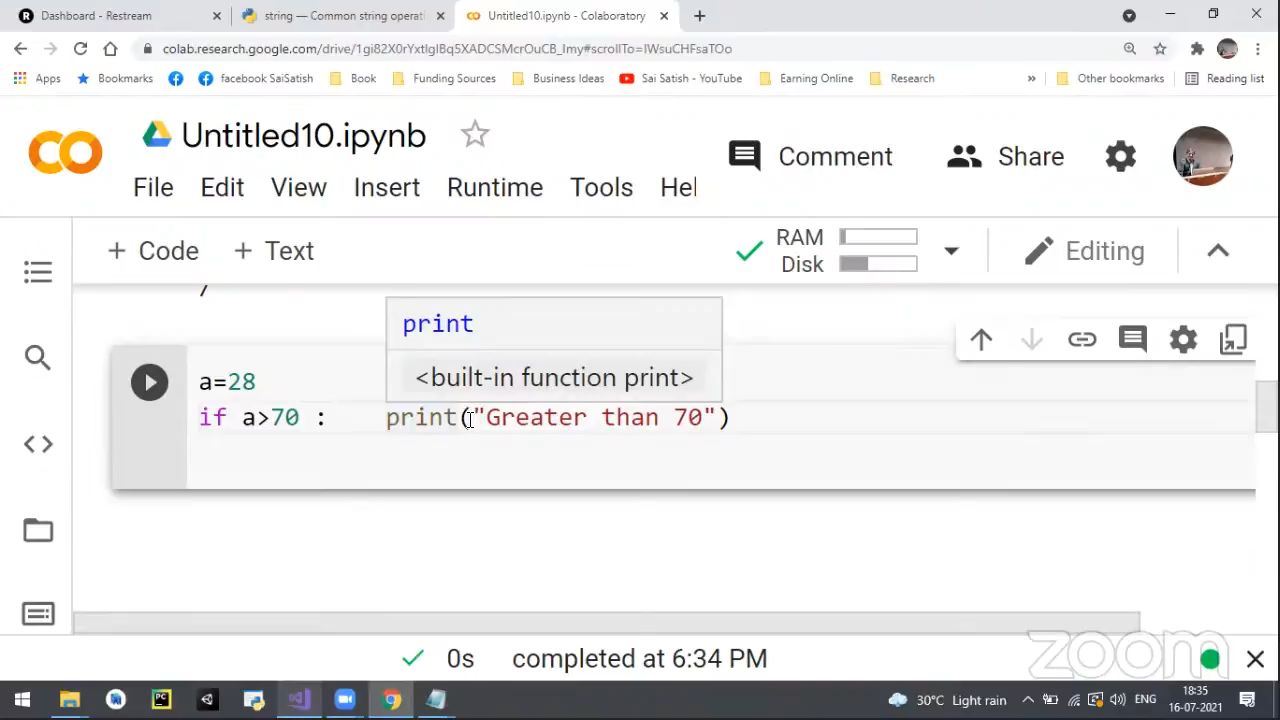 Dashboard - Restream
string — Common string operati
Untitled10.ipynb - Colaboratory
colab.research.google.com/drive/1gi82X0rYxtlgIBq5XADCSMcrOuCB_Imy#scrollTo=IWsuCHFsaTOo
Apps Bookmarks facebook SaiSatish Book Funding Sources Business Ideas Sai Satish - YouTube Earning Online Research » Other bookmarks Reading list
CO Untitled10.ipynb
Comment Share
File Edit View Insert Runtime Tools Hel
+ Code + Text
RAM
Disk
Editing
print
<built-in function print>
a=28
if a>70 : print("Greater than 70")
0s completed at 6:34 PM
zoom
30°C Light rain ENG
18:35
16-07-2021